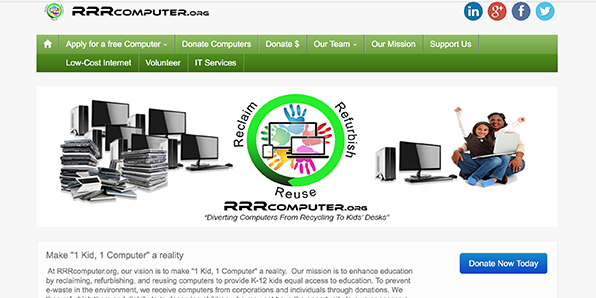 RRRCOMPUTER.ORG
Apply for a free Computer Donate Computers Donate $ Our Team Our Mission Support Us
Low-Cost Internet Volunteer IT Services
Reclaim Refurbish
Reuse
RRRCOMPUTER.ORG
"Diverting Computers From Recycling To Kids' Desks"
Make "1 Kid, 1 Computer" a reality
Donate Now Today
At RRRcomputer.org, our vision is to make "1 Kid, 1 Computer" a reality. Our mission is to enhance education
by reclaiming, refurbishing, and reusing computers to provide K-12 kids equal access to education. To prevent
e-waste in the environment, we receive computers from corporations and individuals through donations. We